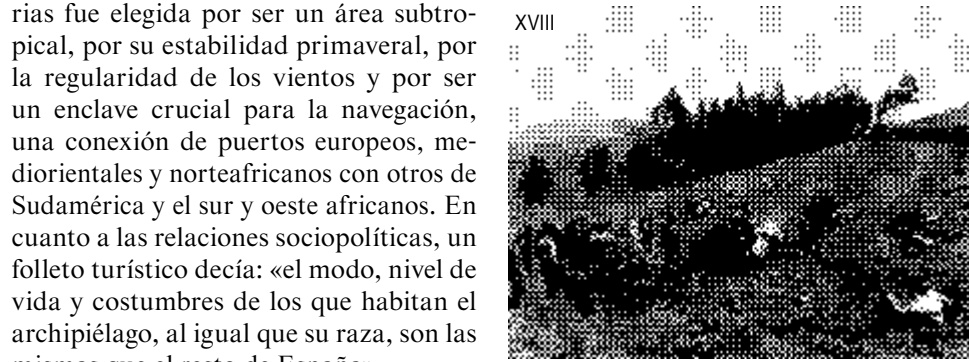 rias fue elegida por ser un área subtro-
pical, por su estabilidad primaveral, por
la regularidad de los vientos y por ser
un enclave crucial para la navegación,
una conexión de puertos europeos, me-
diorientales y norteafricanos con otros de
Sudamérica y el sur y oeste africanos. En
cuanto a las relaciones sociopolíticas, un
folleto turístico decía: «el modo, nivel de
vida y costumbres de los que habitan el
archipiélago, al igual que su raza, son las
XVIII